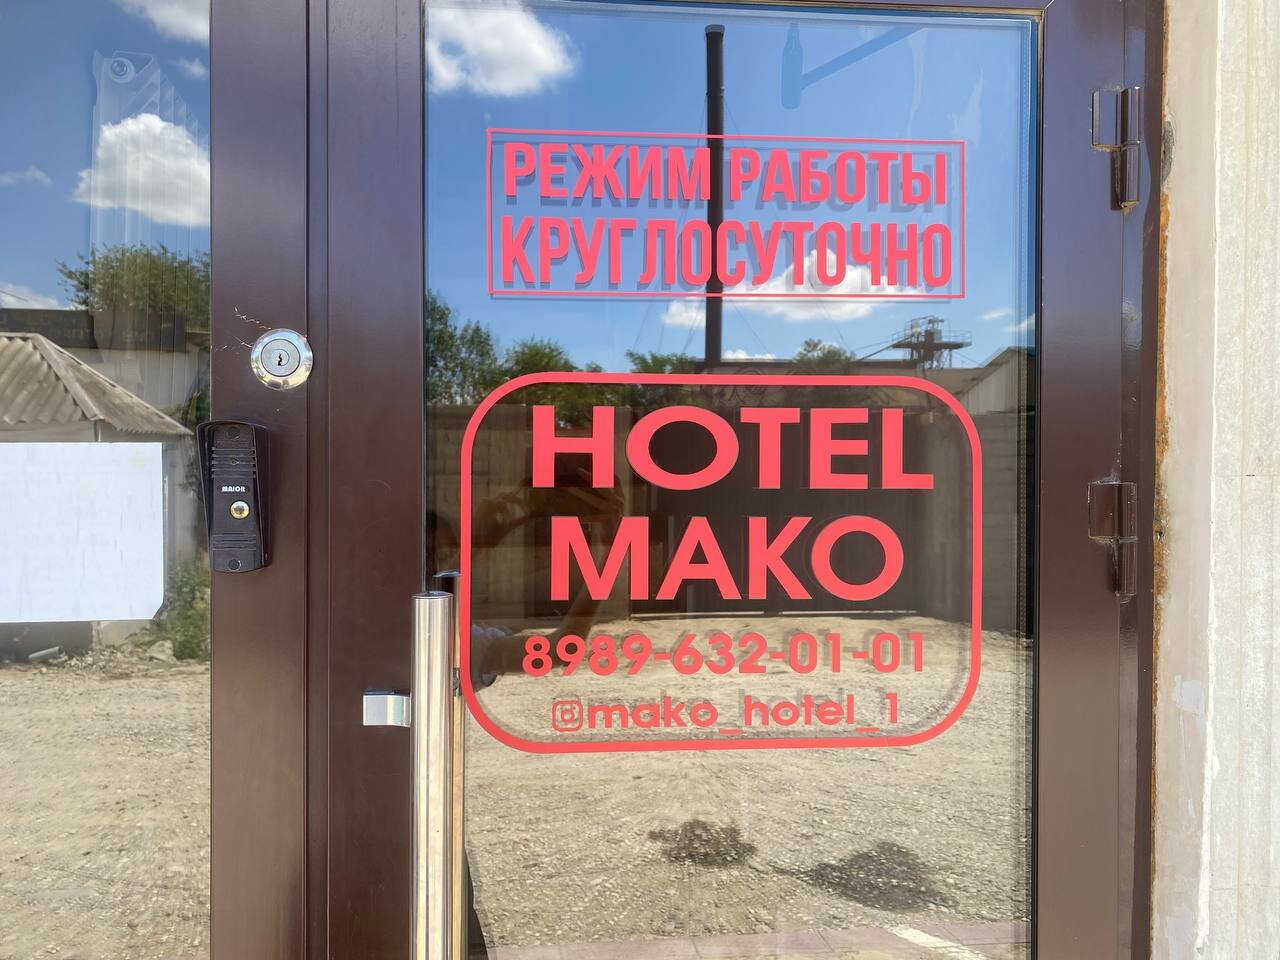 РЕЖИМ РАБОТЫ
КРУГЛОСУТОЧНО
HOTEL
MAKO
8989-632-01-01
@mako_hotel_1
MAJOR